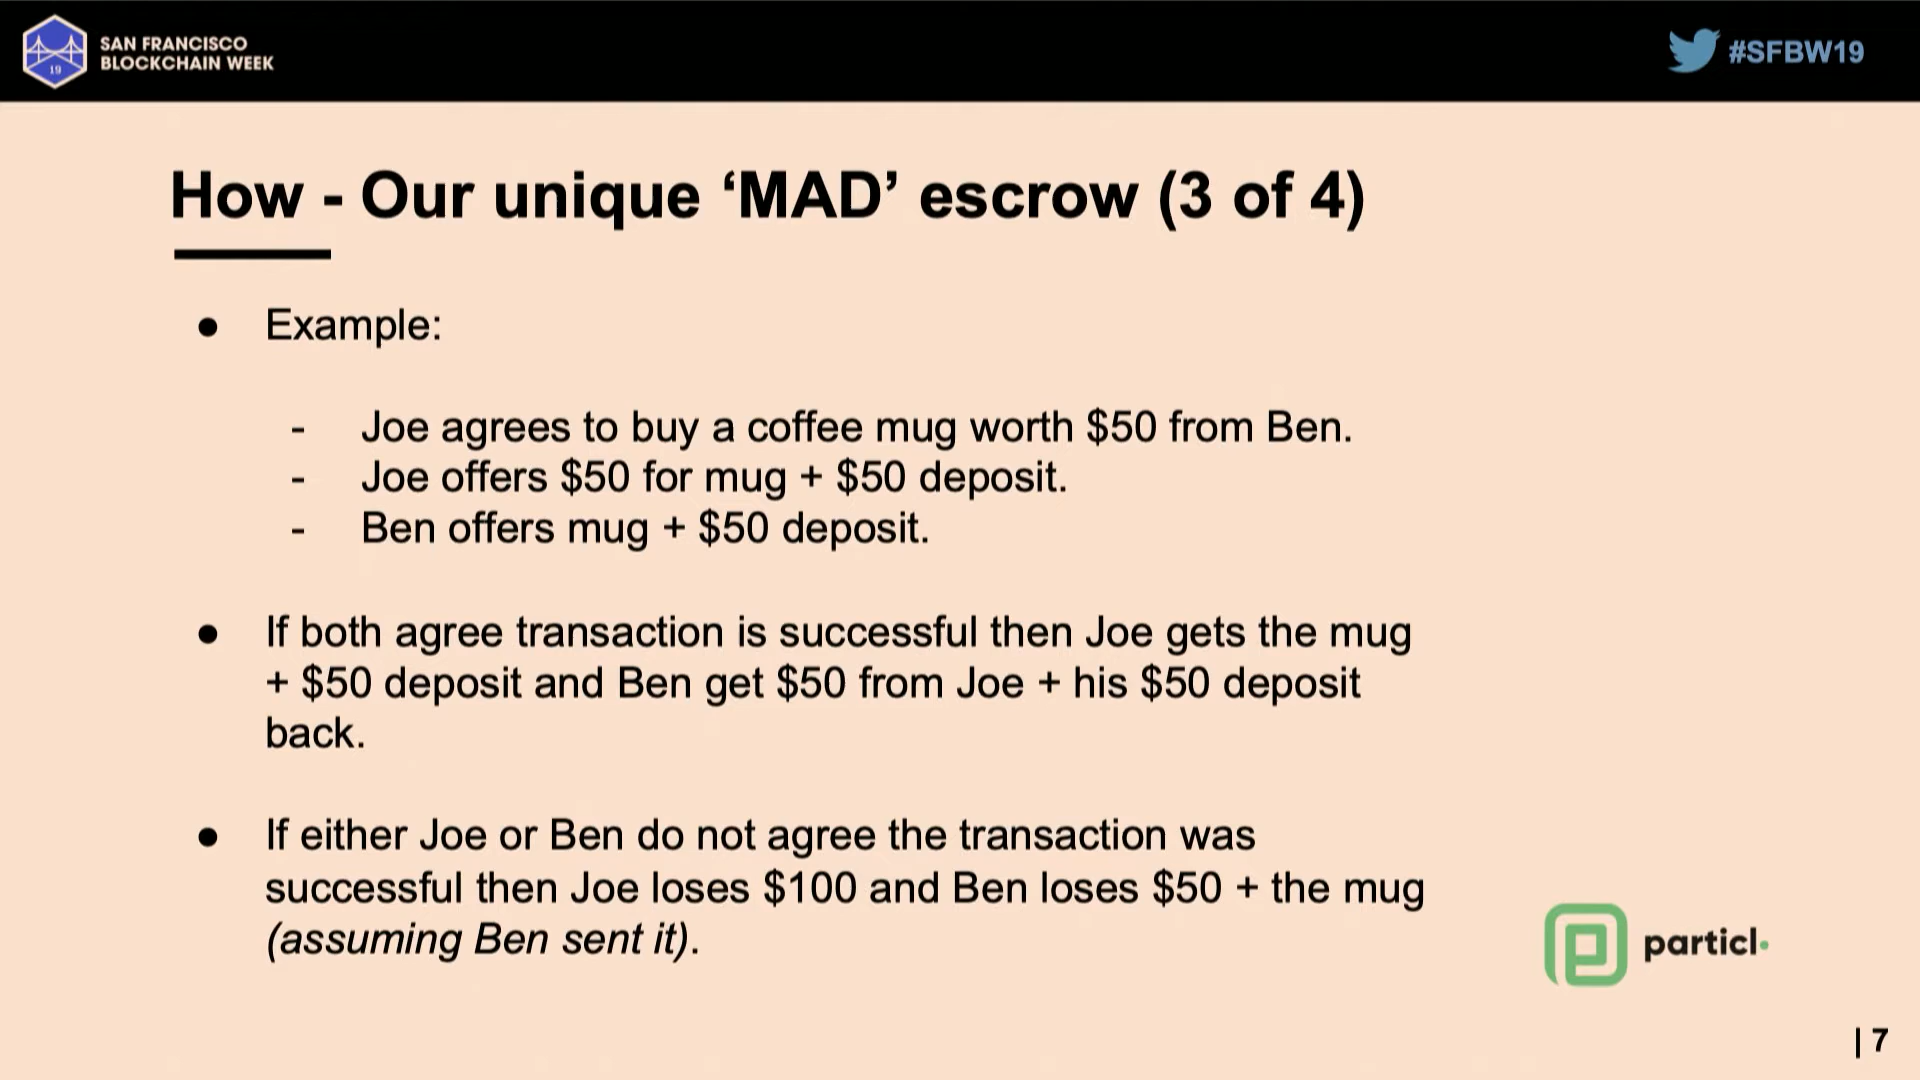 SAN FRANCISCO
BLOCKCHAIN WEEK
19
#SFBW19
How - Our unique ‘MAD’ escrow (3 of 4)
● Example:
- Joe agrees to buy a coffee mug worth $50 from Ben.
- Joe offers $50 for mug + $50 deposit.
- Ben offers mug + $50 deposit.
● If both agree transaction is successful then Joe gets the mug
+ $50 deposit and Ben get $50 from Joe + his $50 deposit
back.
● If either Joe or Ben do not agree the transaction was
successful then Joe loses $100 and Ben loses $50 + the mug
(assuming Ben sent it).
particl
| 7